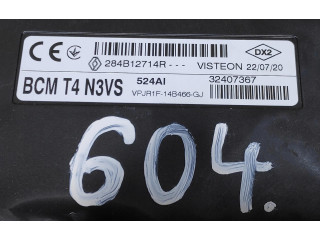 CE 284B12714R--- VISTEON 22/07/20 DX2
BCM T4 N3VS 524AI 32407367
VPJR1F-14B466-GJ
604.